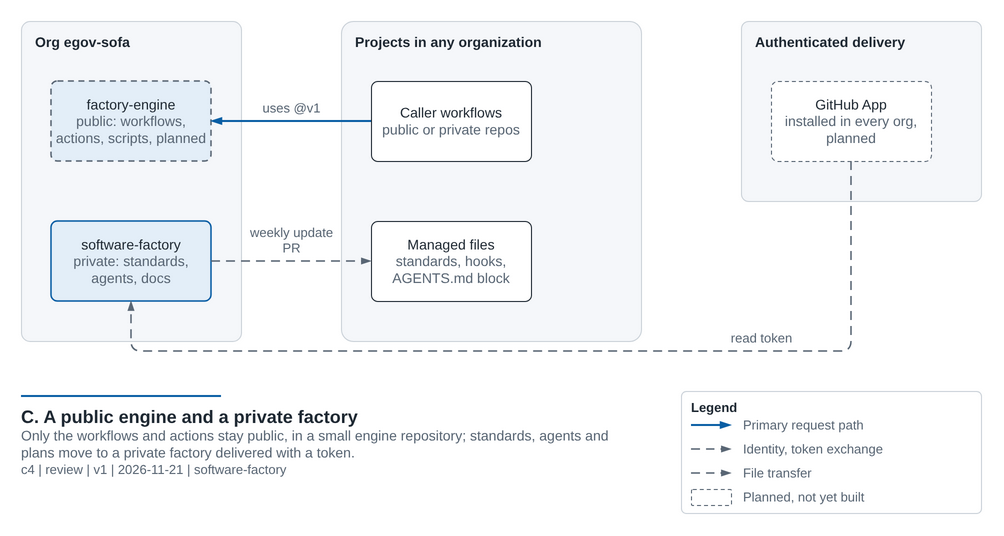 Org egov-sofa
Projects in any organization
Authenticated delivery
factory-engine
public: workflows,
actions, scripts, planned
uses @v1
Caller workflows
public or private repos
GitHub App
installed in every org,
planned
software-factory
private: standards,
agents, docs
weekly update
PR
Managed files
standards, hooks,
AGENTS.md block
read token
C. A public engine and a private factory
Only the workflows and actions stay public, in a small engine repository; standards, agents and
plans move to a private factory delivered with a token.
c4 | review | v1 | 2026-11-21 | software-factory
Legend
Primary request path
Identity, token exchange
File transfer
Planned, not yet built